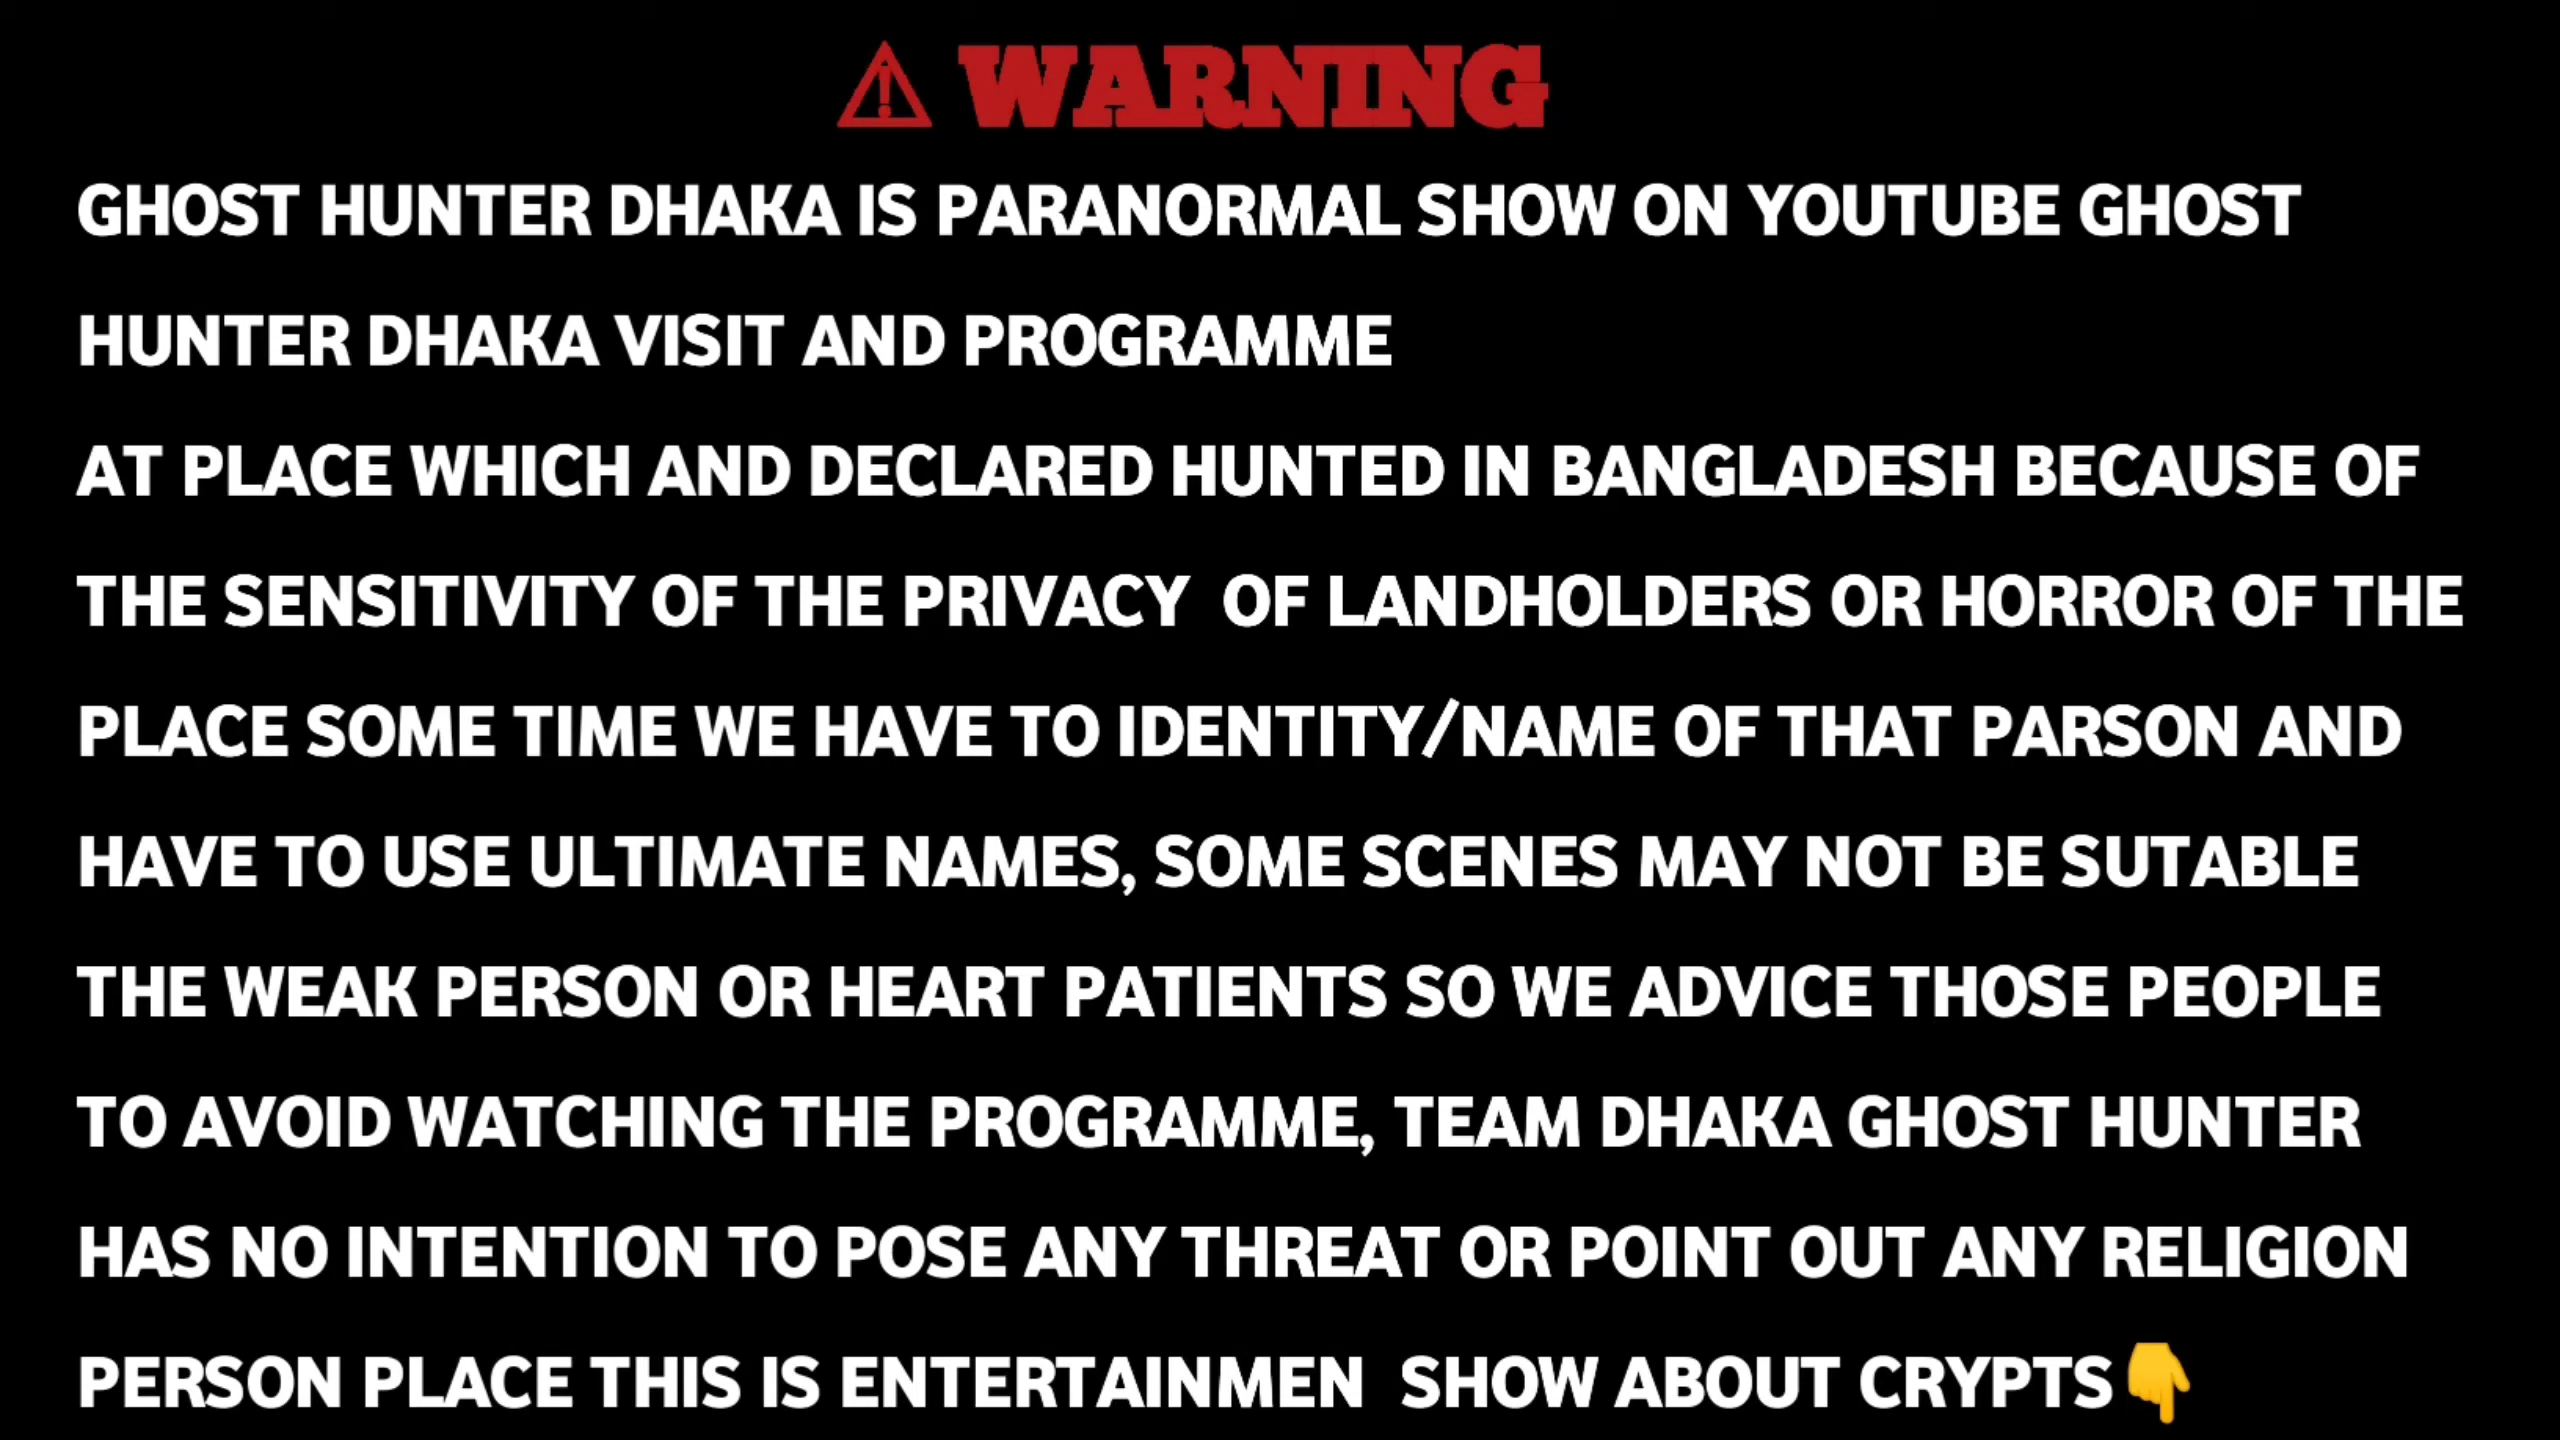 ⚠ WARNING
GHOST HUNTER DHAKA IS PARANORMAL SHOW ON YOUTUBE GHOST
HUNTER DHAKA VISIT AND PROGRAMME
AT PLACE WHICH AND DECLARED HUNTED IN BANGLADESH BECAUSE OF
THE SENSITIVITY OF THE PRIVACY OF LANDHOLDERS OR HORROR OF THE
PLACE SOME TIME WE HAVE TO IDENTITY/NAME OF THAT PARSON AND
HAVE TO USE ULTIMATE NAMES, SOME SCENES MAY NOT BE SUTABLE
THE WEAK PERSON OR HEART PATIENTS SO WE ADVICE THOSE PEOPLE
TO AVOID WATCHING THE PROGRAMME, TEAM DHAKA GHOST HUNTER
HAS NO INTENTION TO POSE ANY THREAT OR POINT OUT ANY RELIGION
PERSON PLACE THIS IS ENTERTAINMEN SHOW ABOUT CRYPTS👇